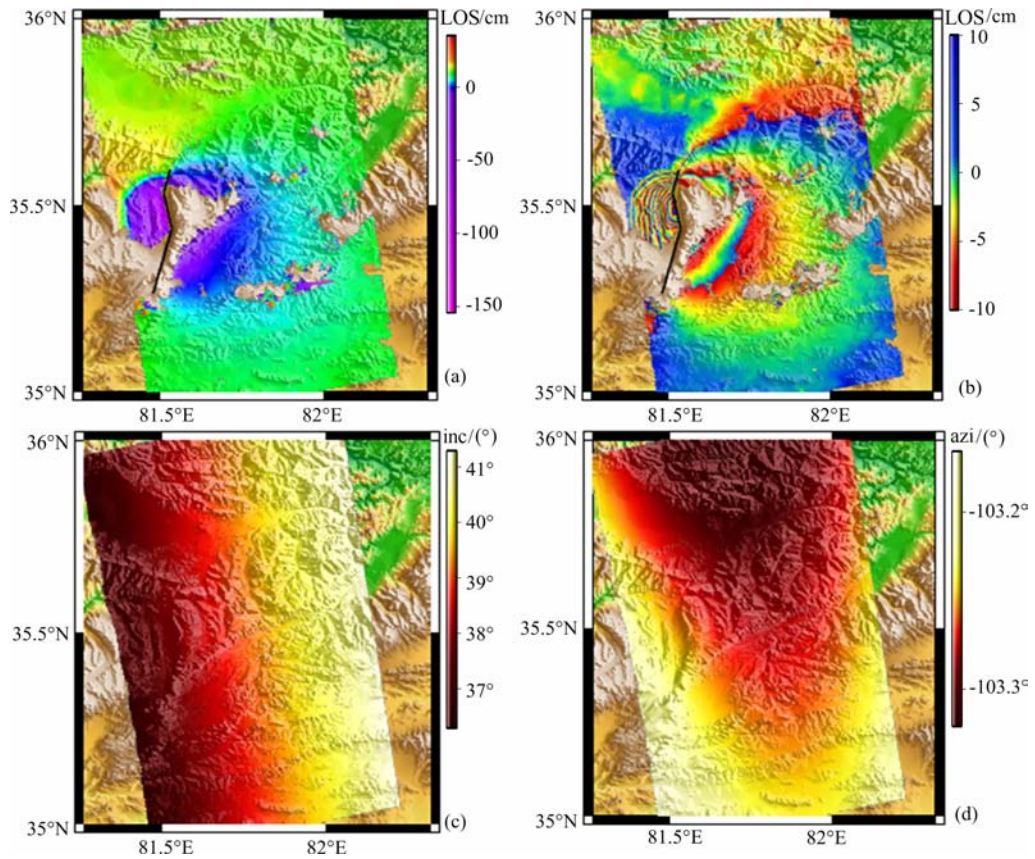 LOS/cm
36°N
0
-50
35.5°N
-100
-150
35°N
(a)
81.5°E 82°E
LOS/cm
36°N
10
5
0
35.5°N
-5
-10
35°N
(b)
81.5°E 82°E
inc/(°)
36°N
41°
40°
39°
35.5°N
38°
37°
35°N
(c)
81.5°E 82°E
azi/(°)
36°N
-103.2°
35.5°N
-103.3°
35°N
(d)
81.5°E 82°E